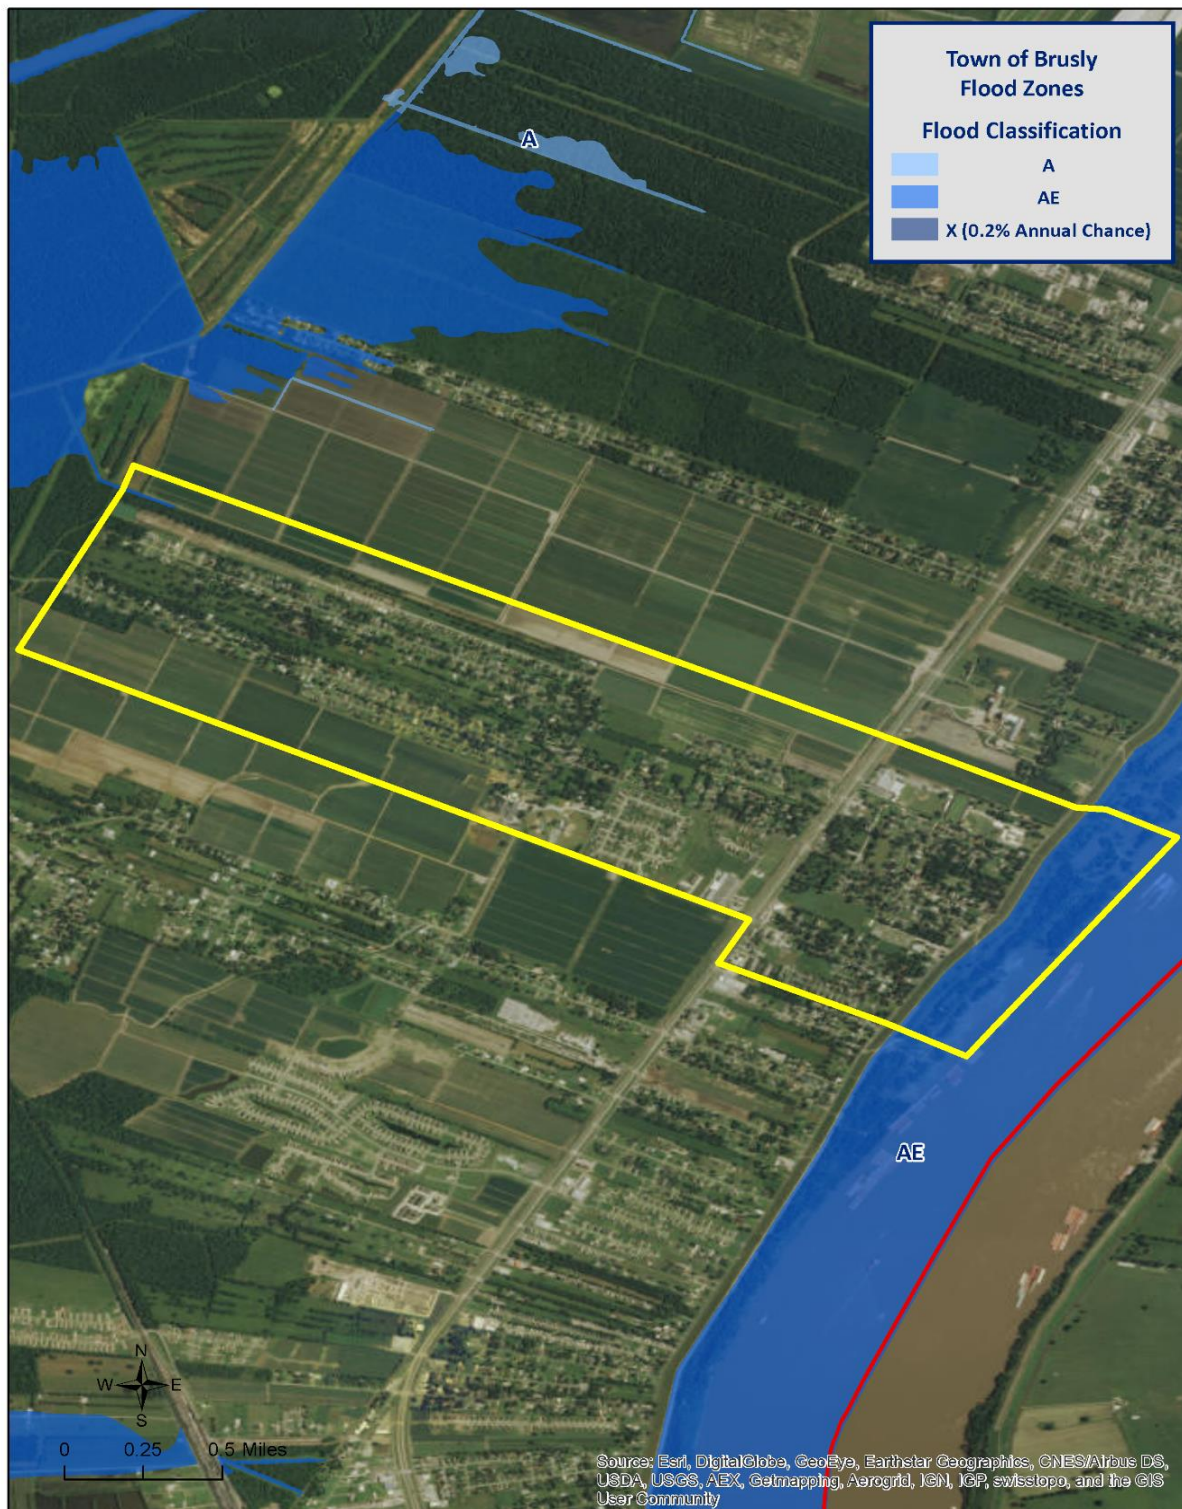 Town of Brusly
Flood Zones
Flood Classification
A
AE
X (0.2% Annual Chance)
A
AE
N
W E
S
0 0.25 0.5 Miles
Source: Esri, DigitalGlobe, GeoEye, Earthstar Geographics, CNES/Airbus DS,
USDA, USGS, AEX, Getmapping, Aerogrid, IGN, IGP, swisstopo, and the GIS
User Community